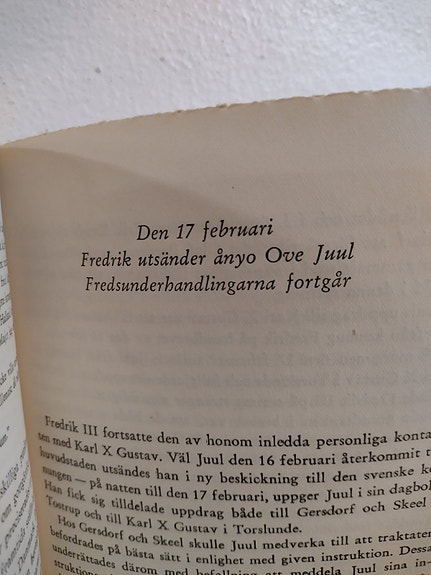 Den 17 februari
Fredrik utsänder ånyo Ove Juul
Fredsunderhandlingarna fortgår
Fredrik III fortsatte den av honom inledda personliga konta
ten med Karl X Gustav. Väl Juul den 16 februari återkommit t
huvudstaden utsändes han i ny beskickning till den svenske ko
nungen — på natten till den 17 februari, uppger Juul i sin dagbok
Han fick sig tilldelade uppdrag både till Gersdorf och Skeel
Tostrup och till Karl X Gustav i Torslunde.
Hos Gersdorf och Skeel skulle Juul medverka till att traktaten
befordrades på bästa sätt i enlighet med given instruktion. Dessa
underrättades därom med befallning att meddela Juul sina in-